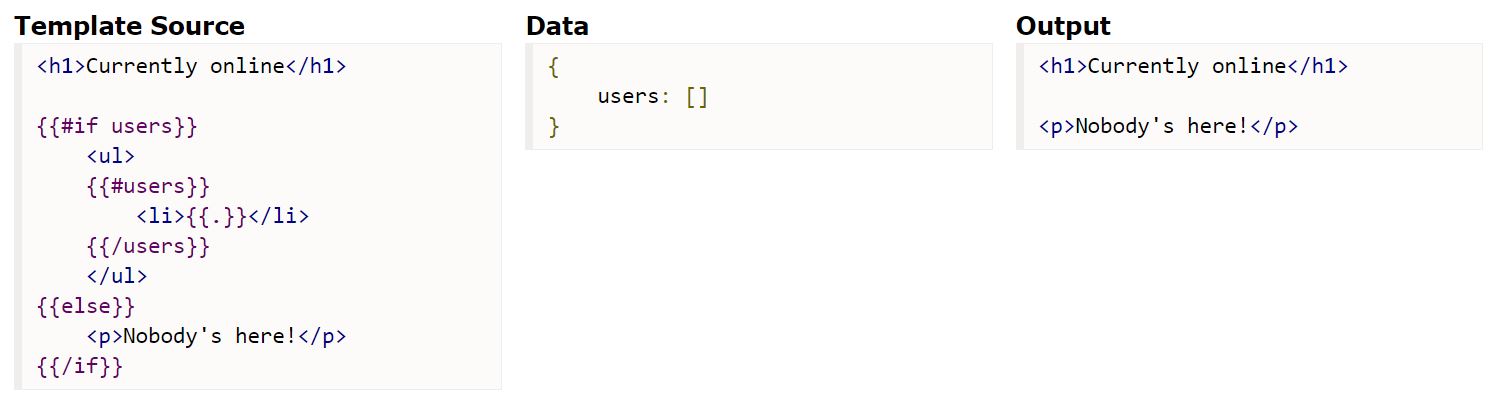 Template Source
<h1>Currently online</h1>
{{#if users}}
<ul>
{{#users}}
<li>{{.}}</li>
{{/users}}
</ul>
{{else}}
<p>Nobody's here!</p>
{{/if}}
Data
{
users: []
}
Output
<h1>Currently online</h1>
<p>Nobody's here!</p>